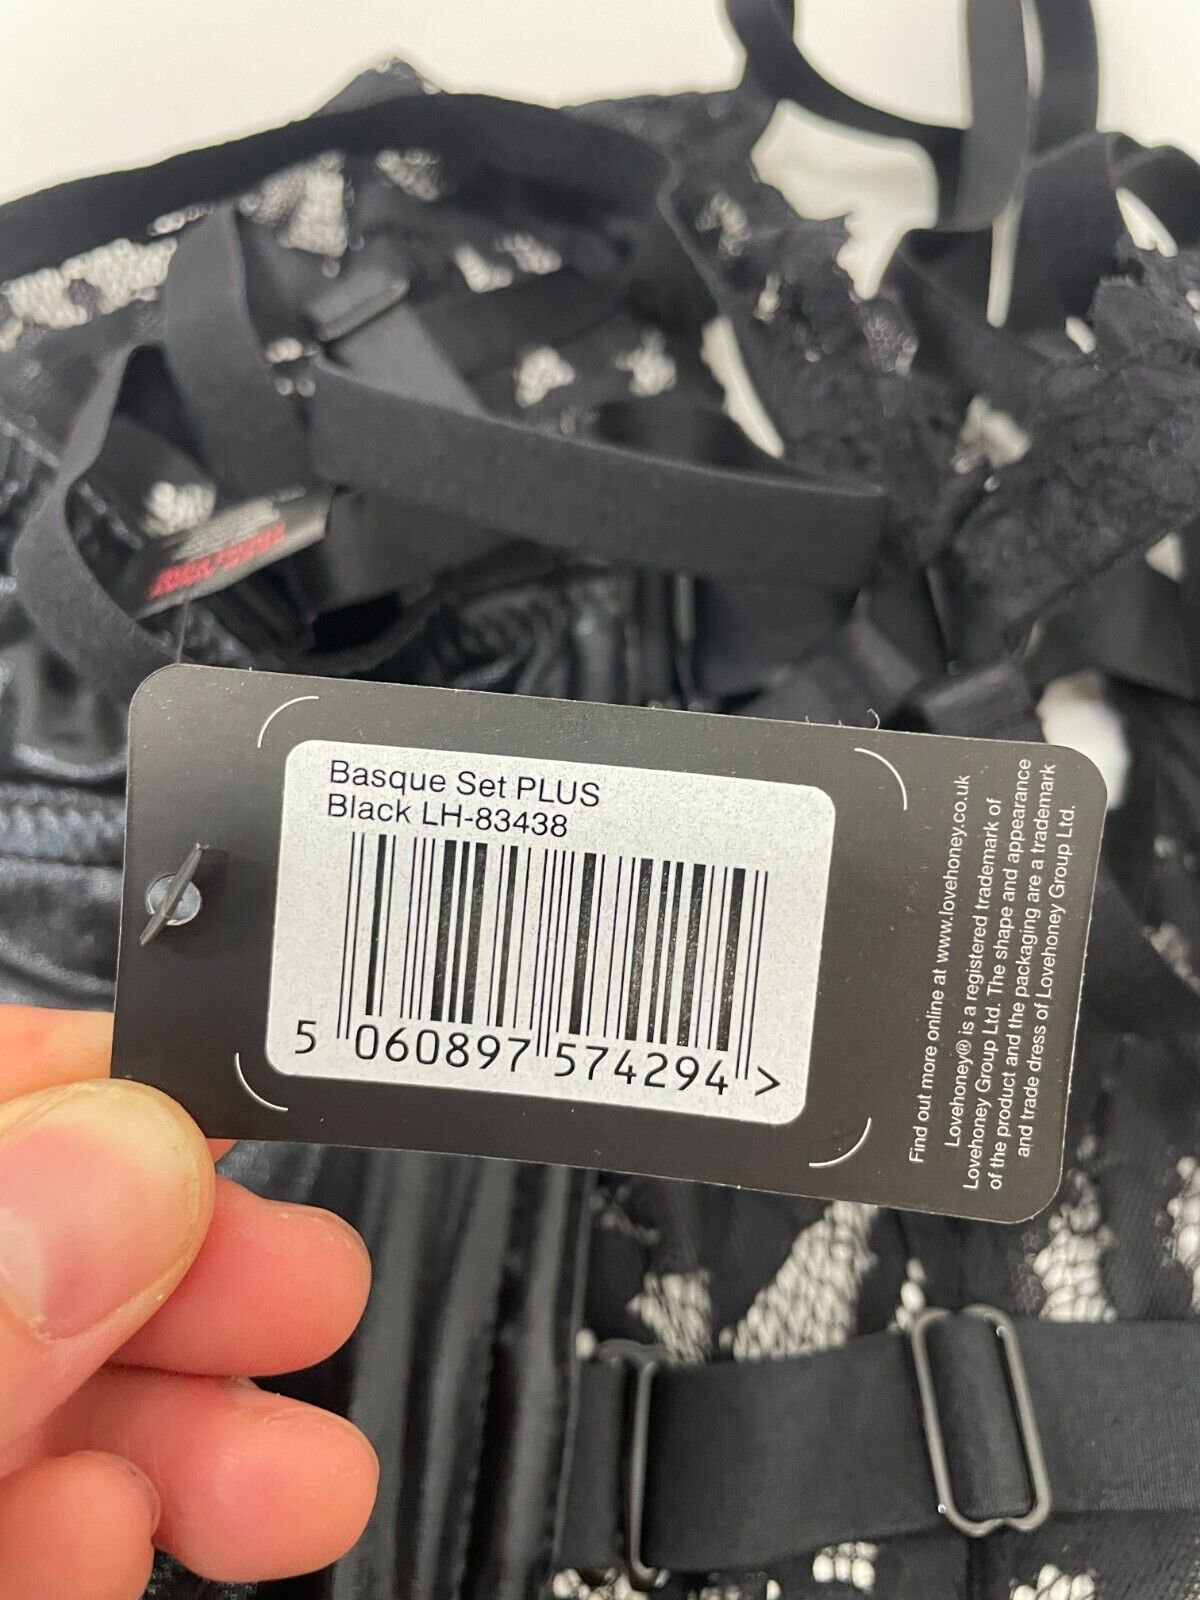 Basque Set PLUS
Black LH-83438
5 060897 574294 >
Find out more online at www.lovehoney.co.uk
Lovehoney® is a registered trademark of
Lovehoney Group Ltd. The shape and appearance
of the product and the packaging are a trademark
and trade dress of Lovehoney Group Ltd.